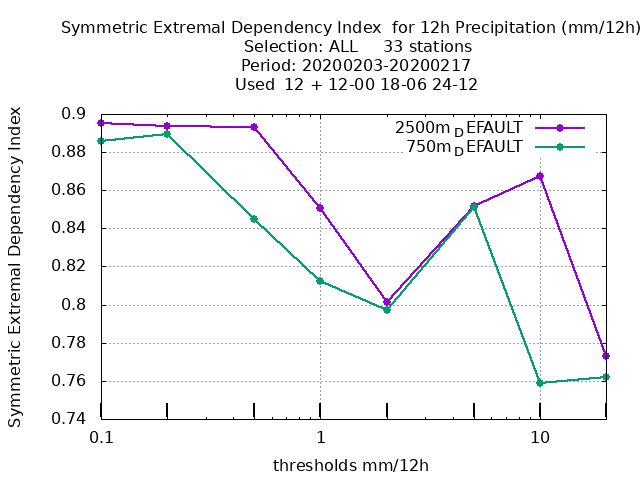 Symmetric Extremal Dependency Index  for 12h Precipitation (mm/12h)
Selection: ALL     33 stations
Period: 20200203-20200217
Used  12 + 12-00 18-06 24-12
0.9
0.88
0.86
0.84
0.82
0.8
0.78
0.76
0.74
Symmetric Extremal Dependency Index
2500m_DEFAULT
750m_DEFAULT
0.1 1 10
thresholds mm/12h